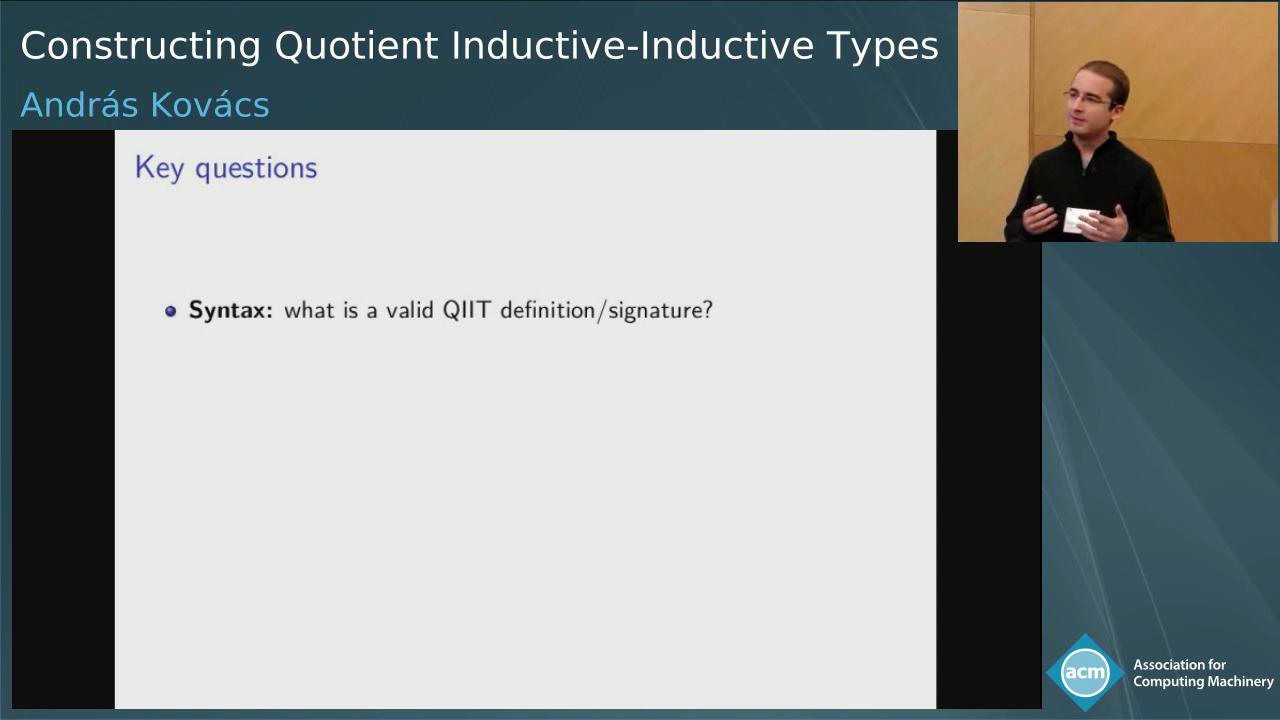 Constructing Quotient Inductive-Inductive Types
András Kovács
Key questions
Syntax: what is a valid QIIT definition/signature?
acm
Association for
Computing Machinery